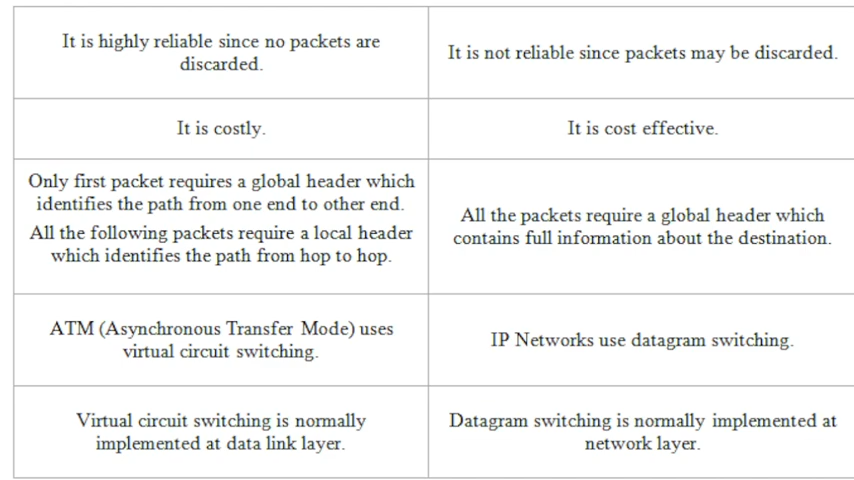 It is highly reliable since no packets are
discarded.
It is not reliable since packets may be discarded.
It is costly.
It is cost effective.
Only first packet requires a global header which
identifies the path from one end to other end.
All the following packets require a local header
which identifies the path from hop to hop.
All the packets require a global header which
contains full information about the destination.
ATM (Asynchronous Transfer Mode) uses
virtual circuit switching.
IP Networks use datagram switching.
Virtual circuit switching is normally
implemented at data link layer.
Datagram switching is normally implemented at
network layer.